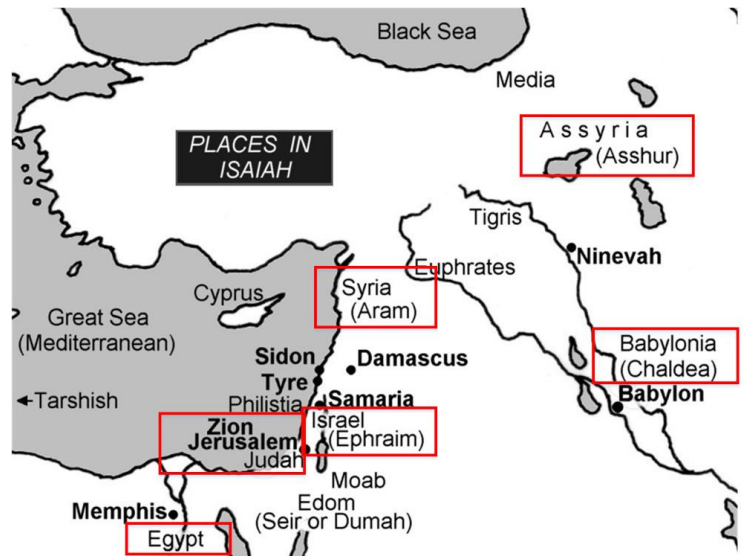 Black Sea
Media
Assyria
(Asshur)
PLACES IN
ISAIAH
Tigris
Ninevah
Euphrates
Cyprus
Syria
(Aram)
Great Sea
(Mediterranean)
Babylonia
(Chaldea)
Sidon
Damascus
Tyre
Tarshish
Philistia
Samaria
Babylon
Zion
Israel
Jerusalem
(Ephraim)
Judah
Moab
Edom
(Seir or Dumah)
Memphis
Egypt